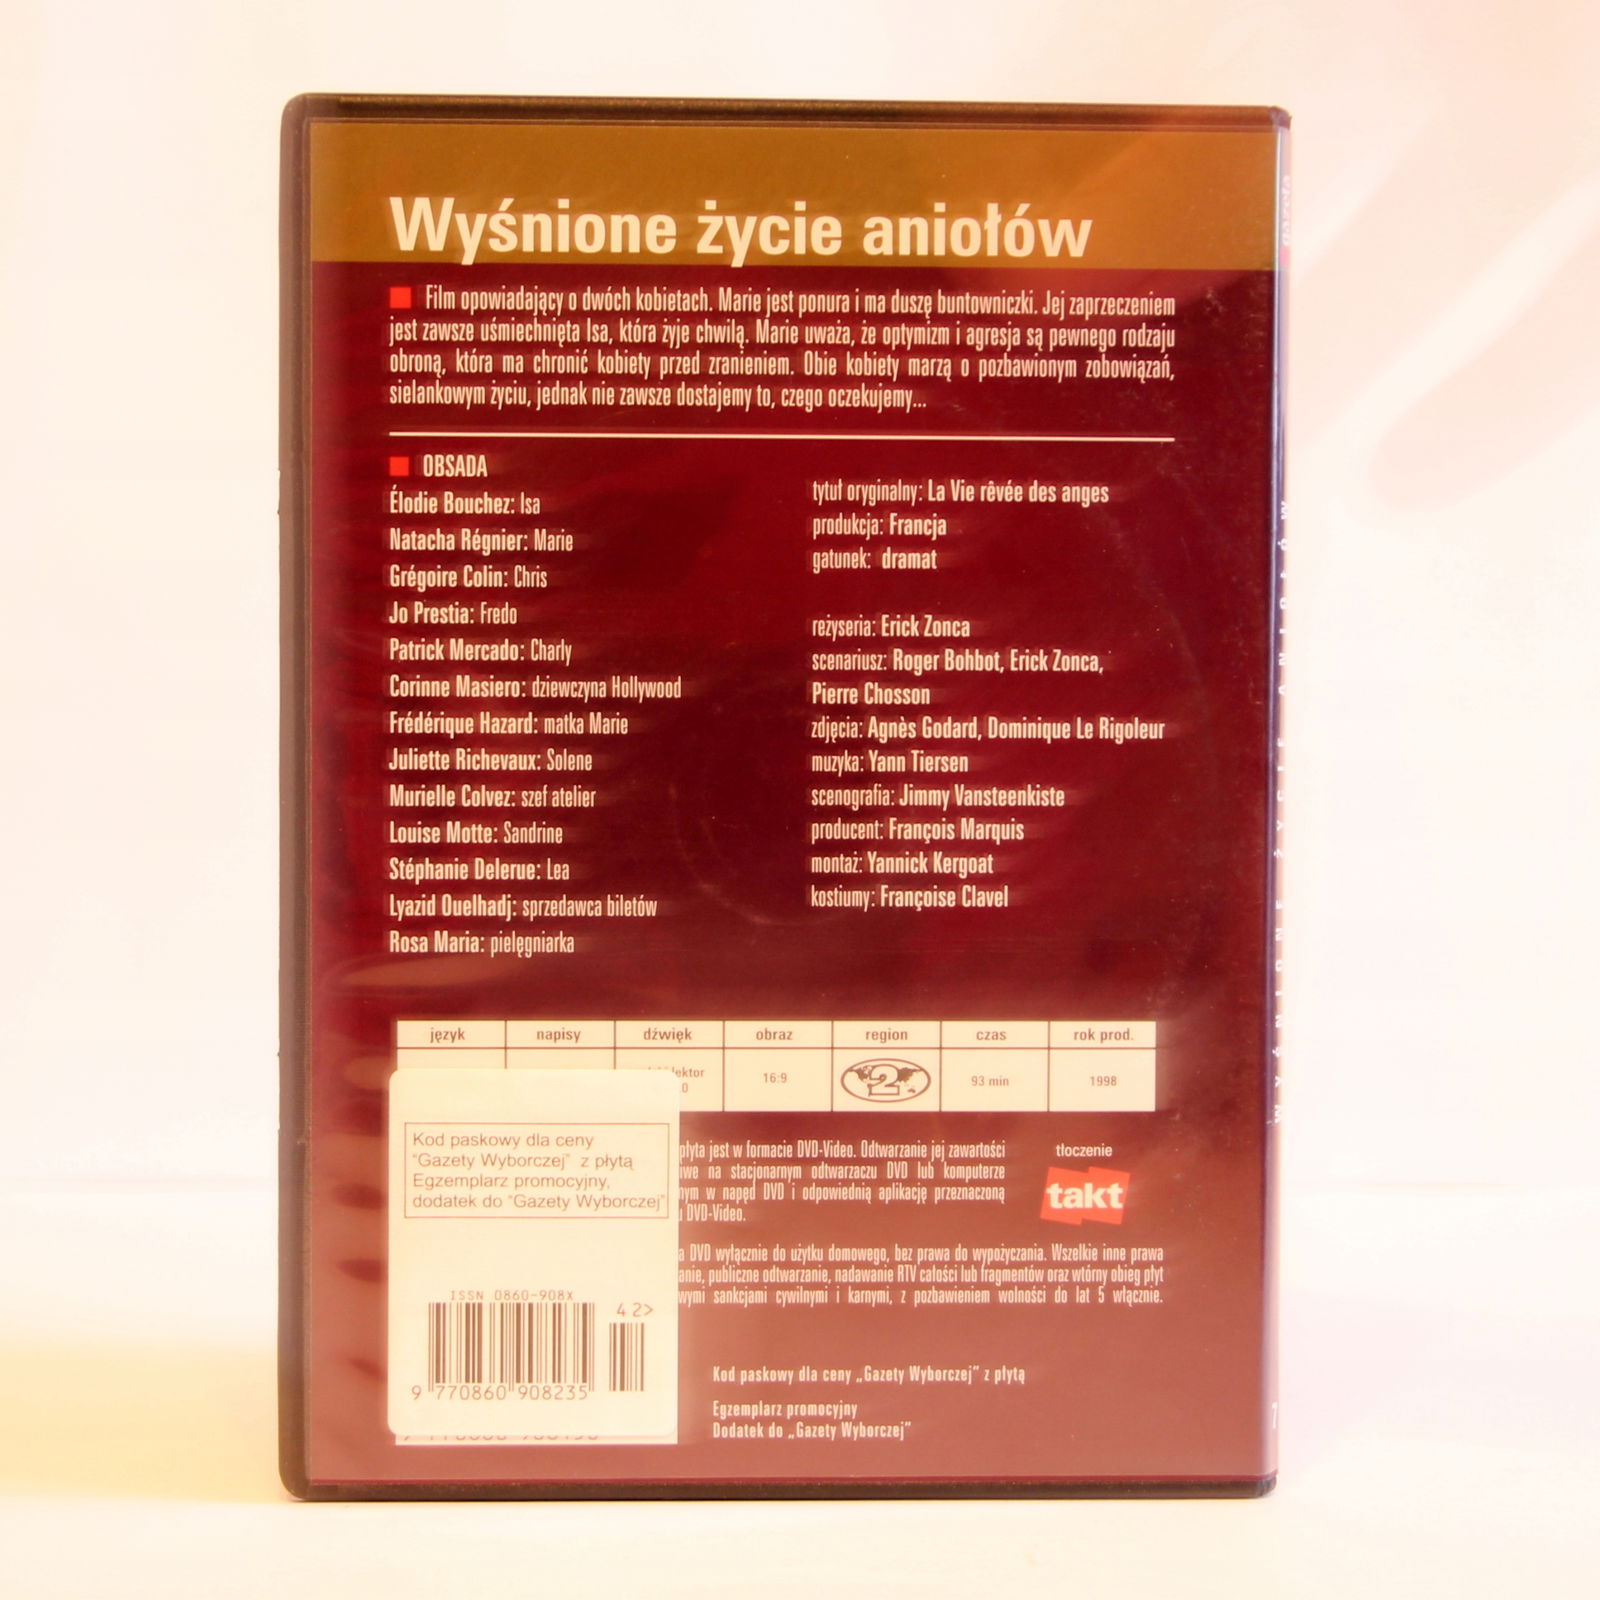 Wyśnione życie aniołów
Film opowiadający o dwóch kobietach. Marie jest ponura i ma duszę buntowniczki. Jej zaprzeczeniem
jest zawsze uśmiechnięta Isa, która żyje chwilą. Marie uważa, że optymizm i agresja są pewnego rodzaju
obroną, która ma chronić kobiety przed zranieniem. Obie kobiety marzą o pozbawionym zobowiązań,
sielankowym życiu, jednak nie zawsze dostajemy to, czego oczekujemy...
OBSADA
Élodie Bouchez: Isa
Natacha Régnier: Marie
Grégoire Colin: Chris
Jo Prestia: Fredo
Patrick Mercado: Charly
Corinne Masiero: dziewczyna Hollywood
Frédérique Hazard: matka Marie
Juliette Richevaux: Solene
Murielle Colvez: szef atelier
Louise Motte: Sandrine
Stéphanie Delerue: Lea
Lyazid Ouelhadj: sprzedawca biletów
Rosa Maria: pielęgniarka
tytuł oryginalny: La Vie rêvée des anges
produkcja: Francja
gatunek: dramat
reżyseria: Erick Zonca
scenariusz: Roger Bohbot, Erick Zonca,
Pierre Chosson
zdjęcia: Agnès Godard, Dominique Le Rigoleur
muzyka: Yann Tiersen
scenografia: Jimmy Vansteenkiste
producent: François Marquis
montaż: Yannick Kergoat
kostiumy: Françoise Clavel
język napisy dźwięk obraz region czas rok prod.
lektor 16:9 2 93 min 1998
płyta jest w formacie DVD-Video. Odtwarzanie jej zawartości
na stacjonarnym odtwarzaczu DVD lub komputerze
w napęd DVD i odpowiednią aplikację przeznaczoną
DVD-Video.
tłoczenie
takt
DVD wyłącznie do użytku domowego, bez prawa do wypożyczania. Wszelkie inne prawa
publiczne odtwarzanie, nadawanie RTV całości lub fragmentów oraz wtórny obieg płyt
sankcjami cywilnymi i karnymi, z pozbawieniem wolności do lat 5 włącznie.
Kod paskowy dla ceny
"Gazety Wyborczej" z płytą
Egzemplarz promocyjny,
dodatek do "Gazety Wyborczej"
ISSN 0860-908X
42>
9 770860 908235
Kod paskowy dla ceny „Gazety Wyborczej” z płytą
Egzemplarz promocyjny
Dodatek do „Gazety Wyborczej”
WYŚNIONE ŻYCIE ANIOŁÓW
7